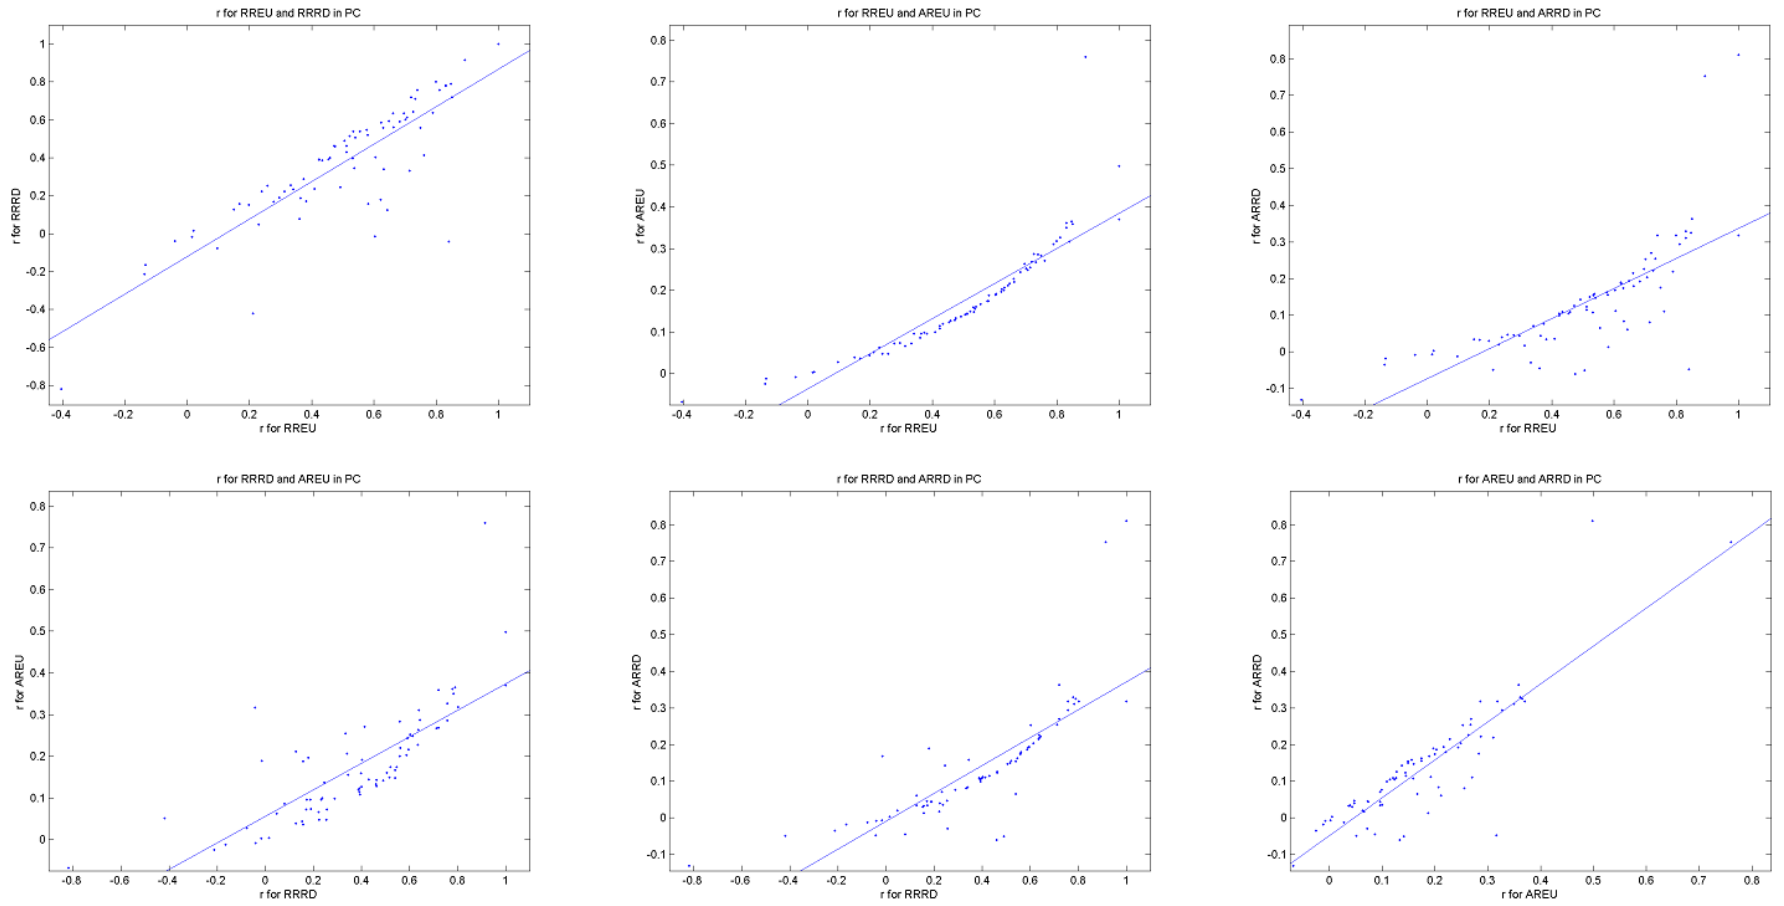 r for RREU and RRRD in PC
1
0.8
0.6
0.4
0.2
0
-0.2
-0.4
-0.6
-0.8
r for RRRD
-0.4 -0.2 0 0.2 0.4 0.6 0.8 1
r for RREU
r for RREU and AREU in PC
0.8
0.7
0.6
0.5
0.4
0.3
0.2
0.1
0
r for AREU
-0.4 -0.2 0 0.2 0.4 0.6 0.8 1
r for RREU
r for RREU and ARRD in PC
0.8
0.7
0.6
0.5
0.4
0.3
0.2
0.1
0
-0.1
r for ARRD
-0.4 -0.2 0 0.2 0.4 0.6 0.8 1
r for RREU
r for RRRD and AREU in PC
0.8
0.7
0.6
0.5
0.4
0.3
0.2
0.1
0
r for AREU
-0.8 -0.6 -0.4 -0.2 0 0.2 0.4 0.6 0.8 1
r for RRRD
r for RRRD and ARRD in PC
0.8
0.7
0.6
0.5
0.4
0.3
0.2
0.1
0
-0.1
r for ARRD
-0.8 -0.6 -0.4 -0.2 0 0.2 0.4 0.6 0.8 1
r for RRRD
r for AREU and ARRD in PC
0.8
0.7
0.6
0.5
0.4
0.3
0.2
0.1
0
-0.1
r for ARRD
0 0.1 0.2 0.3 0.4 0.5 0.6 0.7 0.8
r for AREU